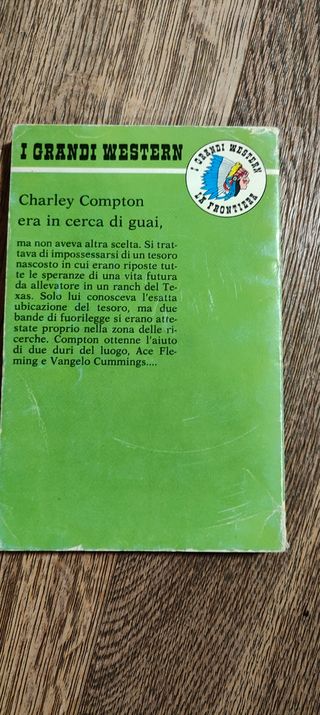 I GRANDI WESTERN
I GRANDI WESTERN
LA FRONTIERA
Charley Compton
era in cerca di guai,
ma non aveva altra scelta. Si trat-
tava di impossessarsi di un tesoro
nascosto in cui erano riposte tut-
te le speranze di una vita futura
da allevatore in un ranch del Te-
xas. Solo lui conosceva l'esatta
ubicazione del tesoro, ma due
bande di fuorilegge si erano atte-
state proprio nella zona delle ri-
cerche. Compton ottenne l'aiuto
di due duri del luogo, Ace Fle-
ming e Vangelo Cummings....